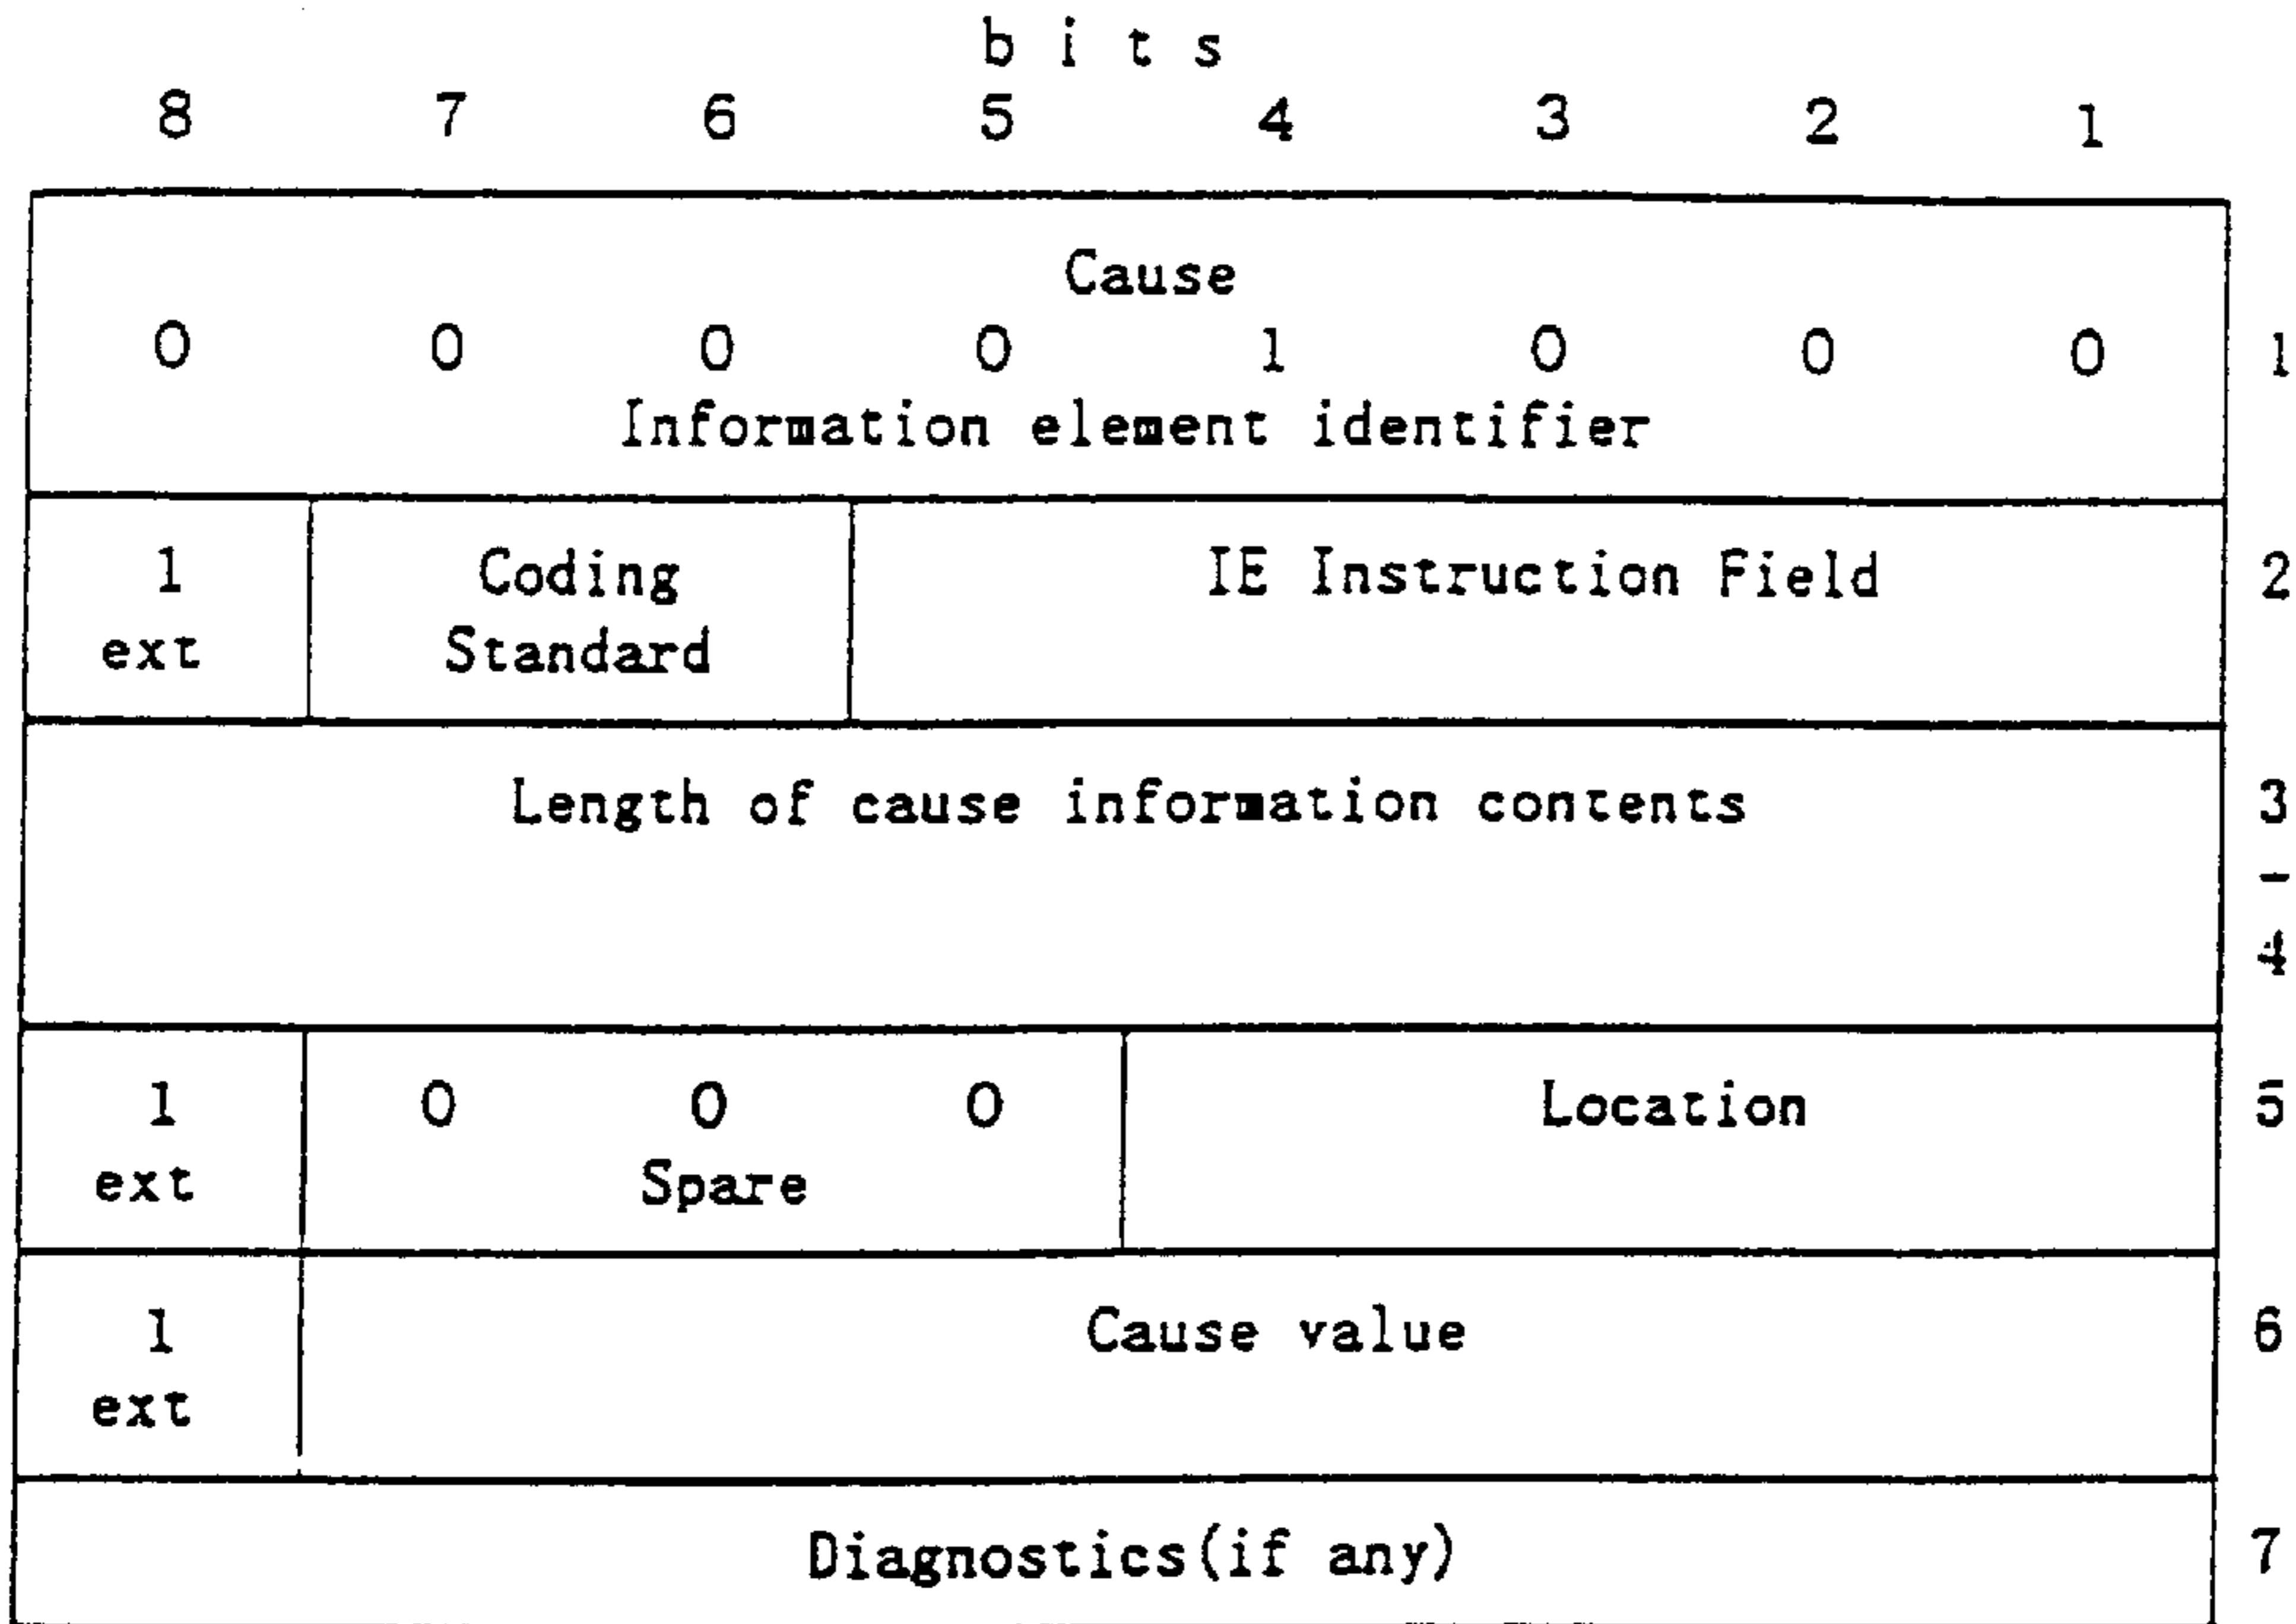 b i t s
8 7 6 5 4 3 2 1
Cause
0 0 0 0 1 0 0 0 1
Information element identifier
1 Coding IE Instruction Field 2
ext Standard
Length of cause information contents 3
-
4
1 0 0 0 Location 5
ext Spare
1 Cause value 6
ext
Diagnostics(if any) 7